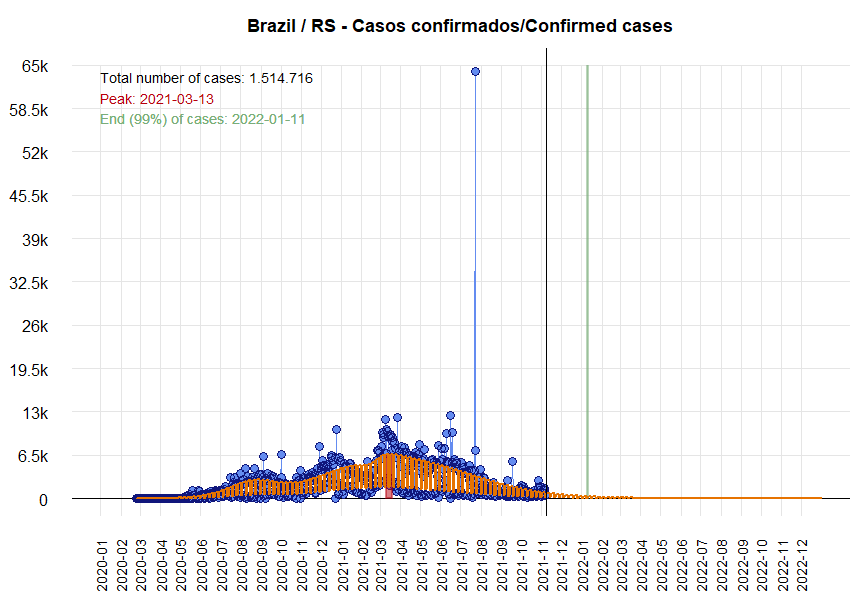 Brazil / RS - Casos confirmados/Confirmed cases
Total number of cases: 1.514.716
Peak: 2021-03-13
End (99%) of cases: 2022-01-11
65k
58.5k
52k
45.5k
39k
32.5k
26k
19.5k
13k
6.5k
0
2020-01
2020-02
2020-03
2020-04
2020-05
2020-06
2020-07
2020-08
2020-09
2020-10
2020-11
2020-12
2021-01
2021-02
2021-03
2021-04
2021-05
2021-06
2021-07
2021-08
2021-09
2021-10
2021-11
2021-12
2022-01
2022-02
2022-03
2022-04
2022-05
2022-06
2022-07
2022-08
2022-09
2022-10
2022-11
2022-12